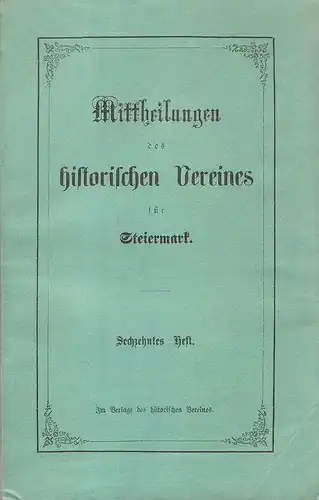 Mittheilungen
des
historischen Vereines
für
Steiermark.
Sechzehntes Heft.
Im Verlage des historischen Vereines.